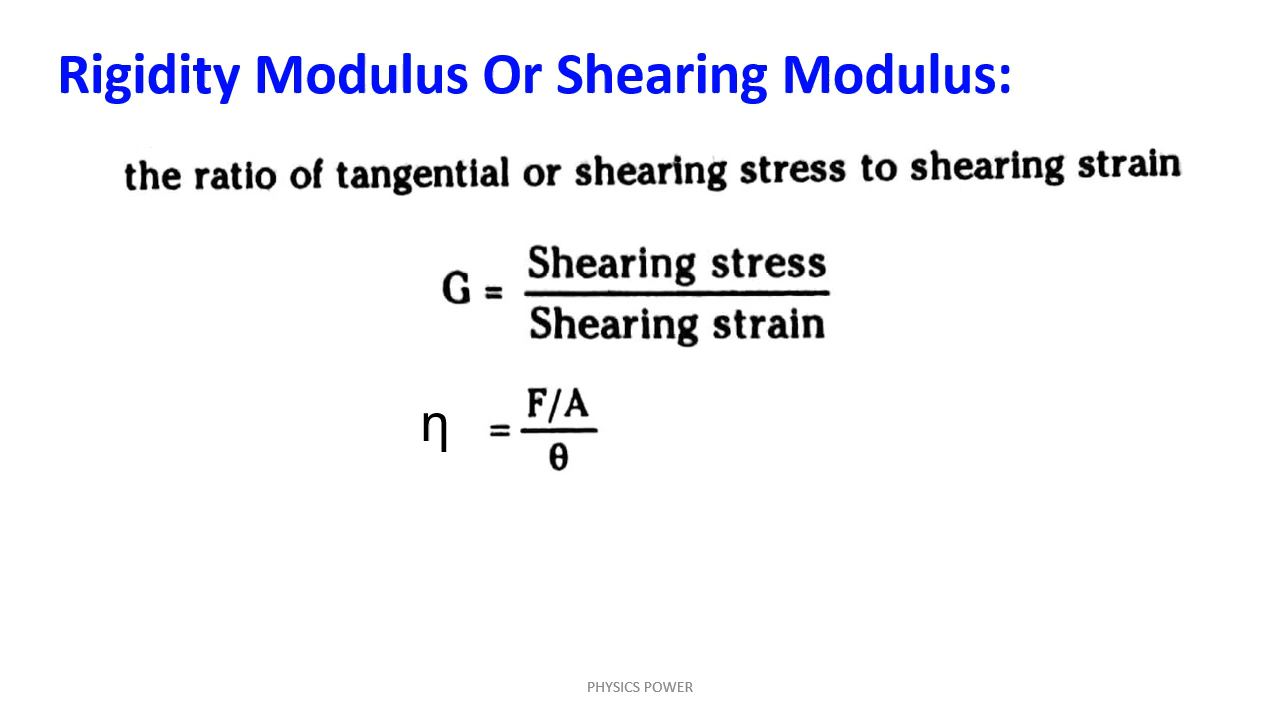 Rigidity Modulus Or Shearing Modulus:
the ratio of tangential or shearing stress to shearing strain
G = Shearing stress
Shearing strain
η = F/A
θ
PHYSICS POWER